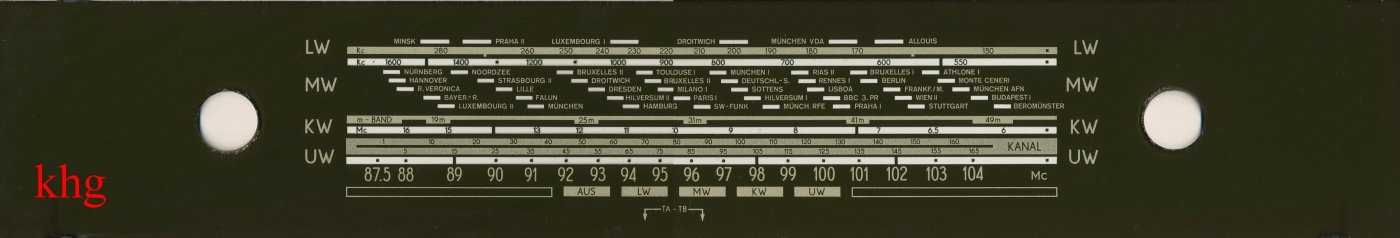 MINSK PRAHA II LUXEMBOURG I DROITWICH MÜNCHEN VDA ALLOUIS
LW kc 280 260 250 240 230 220 210 200 190 180 170 150 LW
kc 1600 1400 1200 1000 900 800 700 600 550
NÜRNBERG NOORDZEE BRUXELLES II TOULOUSE I MÜNCHEN I RIAS II BRUXELLES I ATHLONE I
MW HANNOVER STRASBOURG II DROITWICH BRUXELLES II DEUTSCHL.-S. RENNES I BERLIN MONTE CENERI MW
R. VERONICA LILLE DRESDEN MILANO I SOTTENS LISBOA FRANKF./M. MÜNCHEN AFN
BAYER.-R. FALUN HILVERSUM II PARIS I HILVERSUM I BBC 3. PR WIEN II BUDAPEST I
LUXEMBOURG II MÜNCHEN HAMBURG SW-FUNK MÜNCH. RFE PRAHA I STUTTGART BEROMÜNSTER
m - BAND 19m 25m 31m 41m 49m
KW Mc 16 15 13 12 11 10 9 8 7 6.5 6 KW
1 10 20 30 40 50 60 70 80 90 100 110 120 130 140 150 160 KANAL
UW 5 15 25 35 45 55 65 75 85 95 105 115 125 135 145 155 165 UW
87.5 88 89 90 91 92 93 94 95 96 97 98 99 100 101 102 103 104 Mc
khg
AUS LW MW KW UW
TA - TB